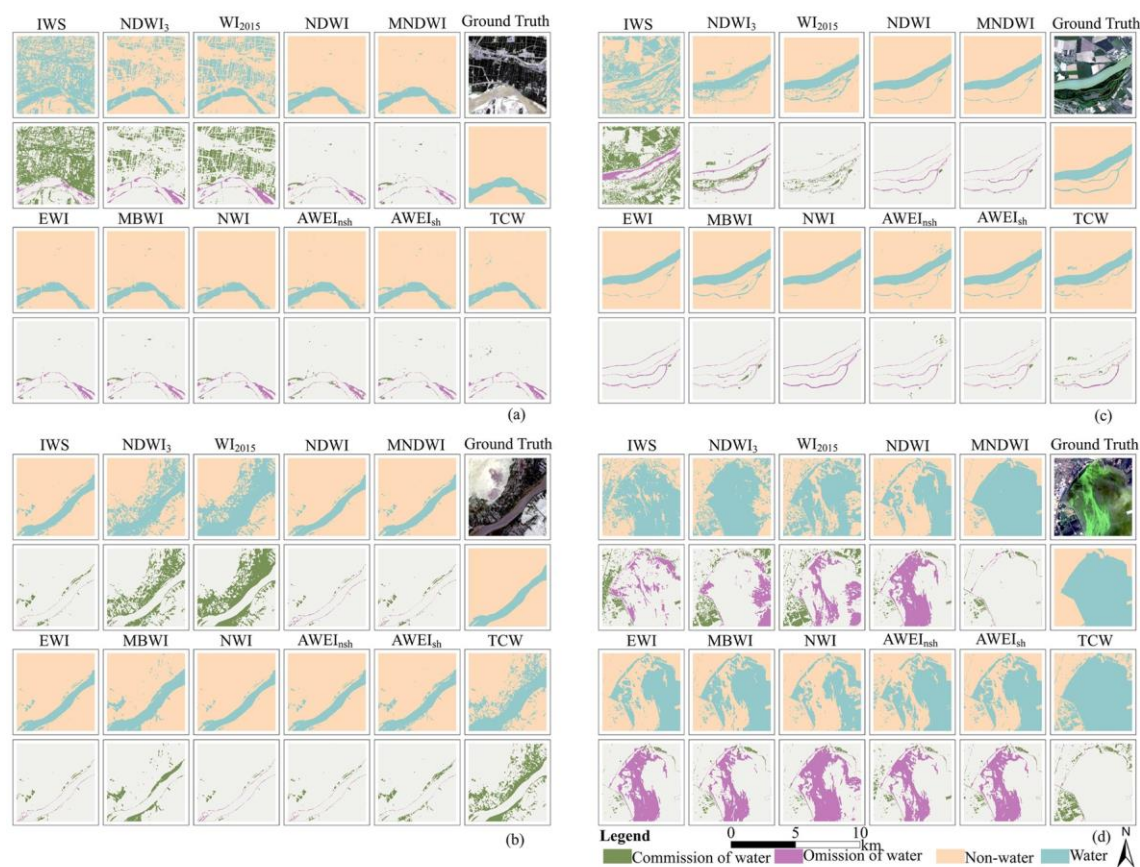 IWS NDWI₃ WI₂₀₁₅ NDWI MNDWI Ground Truth
EWI MBWI NWI AWEIₙₛₕ AWEIₛₕ TCW
(a)
IWS NDWI₃ WI₂₀₁₅ NDWI MNDWI Ground Truth
EWI MBWI NWI AWEIₙₛₕ AWEIₛₕ TCW
(c)
IWS NDWI₃ WI₂₀₁₅ NDWI MNDWI Ground Truth
EWI MBWI NWI AWEIₙₛₕ AWEIₛₕ TCW
(b)
IWS NDWI₃ WI₂₀₁₅ NDWI MNDWI Ground Truth
EWI MBWI NWI AWEIₙₛₕ AWEIₛₕ TCW
(d)
Legend 0 5 10 N
km
Commission of water Omission of water Non-water Water